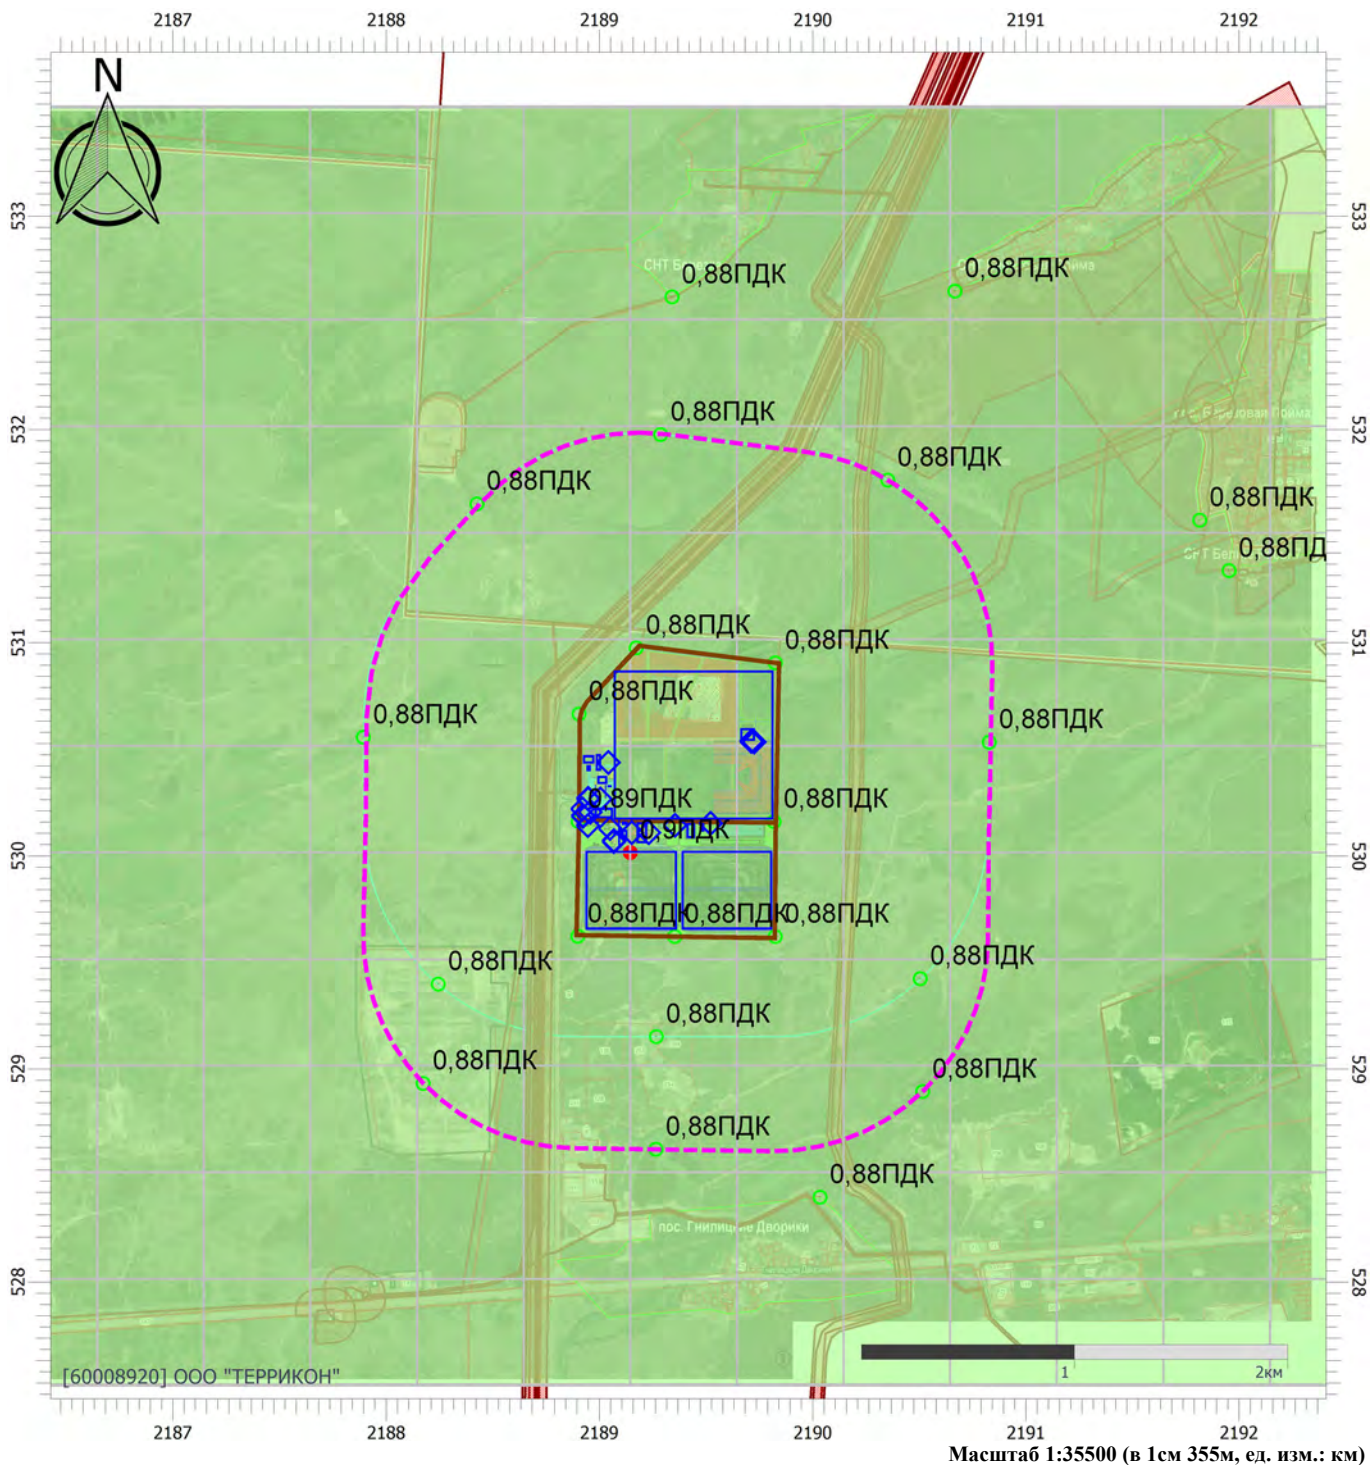 2187 2188 2189 2190 2191 2192
N
533 533
СНТ
0,88ПДК 0,88ПДК
0,88ПДК
532 532
Березовая Пойма
0,88ПДК
0,88ПДК
0,88ПДК
0,88ПД
СНТ
0,88ПДК
0,88ПДК
531 531
0,88ПДК
0,88ПДК 0,88ПДК
0,89ПДК 0,88ПДК
0,9ПДК
530 530
0,88ПДК 0,88ПДК 0,88ПДК
0,88ПДК 0,88ПДК
0,88ПДК
0,88ПДК 0,88ПДК
529 529
0,88ПДК
0,88ПДК
пос. Гнилицкие Дворики
528 528
1 2км
[60008920] ООО "ТЕРРИКОН"
2187 2188 2189 2190 2191 2192
Масштаб 1:35500 (в 1см 355м, ед. изм.: км)